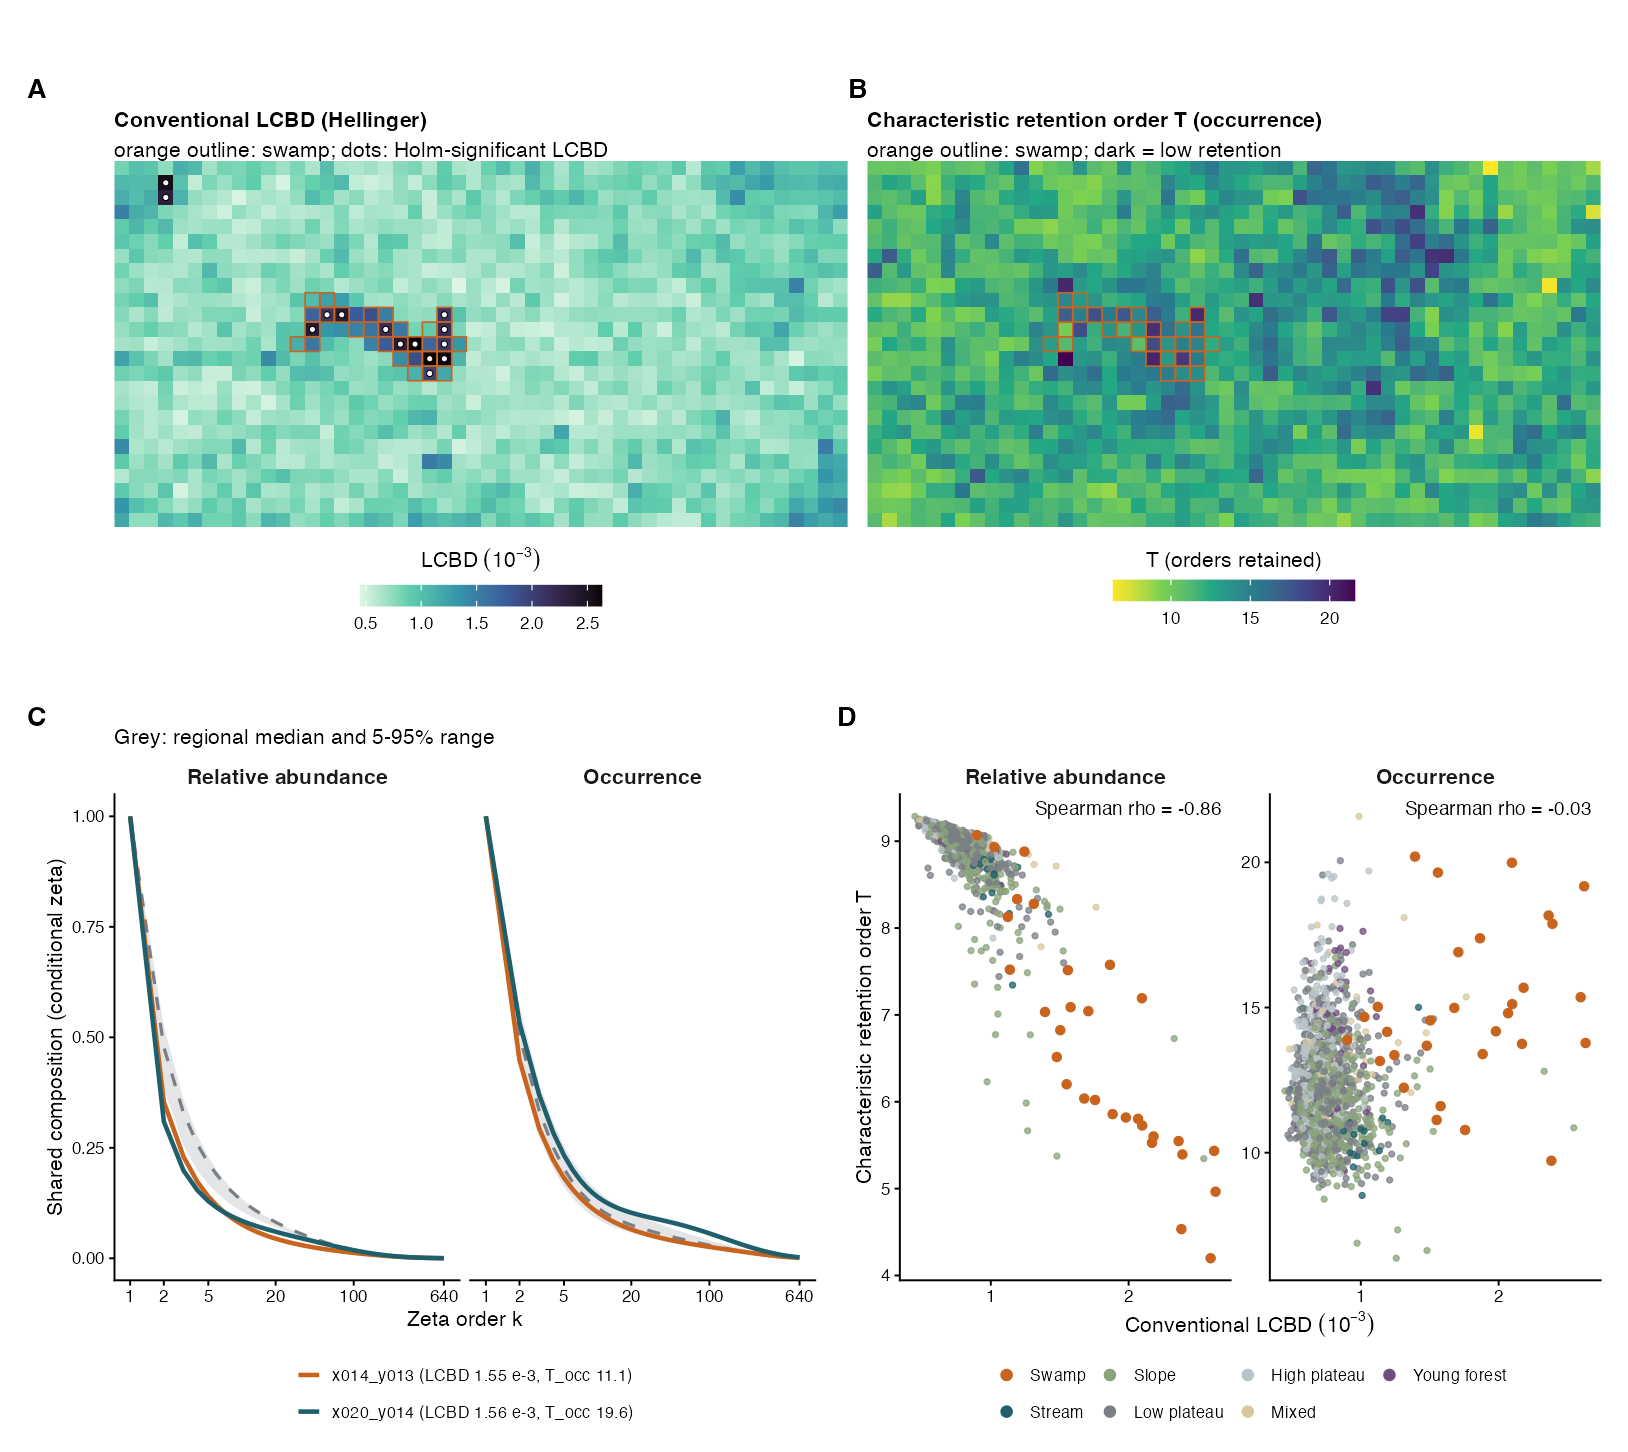 A
Conventional LCBD (Hellinger)
orange outline: swamp; dots: Holm-significant LCBD
LCBD (10⁻³)
0.5 1.0 1.5 2.0 2.5
B
Characteristic retention order T (occurrence)
orange outline: swamp; dark = low retention
T (orders retained)
10 15 20
C
Grey: regional median and 5-95% range
Relative abundance
Occurrence
Shared composition (conditional zeta)
1.00
0.75
0.50
0.25
0.00
1 2 5 20 100 640
1 2 5 20 100 640
Zeta order k
x014_y013 (LCBD 1.55 e-3, T_occ 11.1)
x020_y014 (LCBD 1.56 e-3, T_occ 19.6)
D
Relative abundance
Occurrence
Spearman rho = -0.86
Spearman rho = -0.03
Characteristic retention order T
9
8
7
6
5
4
20
15
10
1 2
1 2
Conventional LCBD (10⁻³)
Swamp Slope High plateau Young forest
Stream Low plateau Mixed